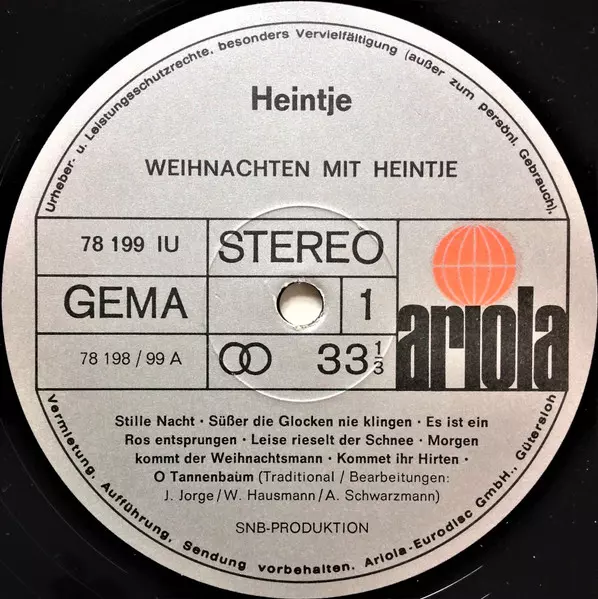 Urheber- u. Leistungsschutzrechte, besonders Vervielfältigung (außer zum persönl. Gebrauch),
Heintje
WEIHNACHTEN MIT HEINTJE
78 199 IU
STEREO
GEMA
1
ariola
78 198 / 99 A
33 1/3
Stille Nacht · Süßer die Glocken nie klingen · Es ist ein
Ros entsprungen · Leise rieselt der Schnee · Morgen
kommt der Weihnachtsmann · Kommet ihr Hirten ·
O Tannenbaum (Traditional / Bearbeitungen:
J. Jorge / W. Hausmann / A. Schwarzmann)
SNB-PRODUKTION
Vermietung, Aufführung, Sendung vorbehalten. Ariola-Eurodisc GmbH., Gütersloh